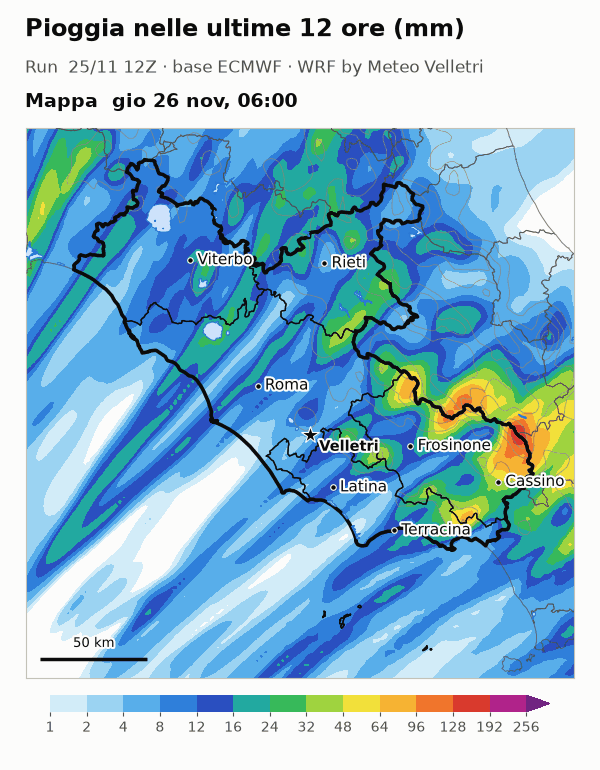 Pioggia nelle ultime 12 ore (mm)
Run 25/11 12Z · base ECMWF · WRF by Meteo Velletri
Mappa gio 26 nov, 06:00
Viterbo
Rieti
Roma
Velletri
Frosinone
Latina
Cassino
Terracina
50 km
1 2 4 8 12 16 24 32 48 64 96 128 192 256